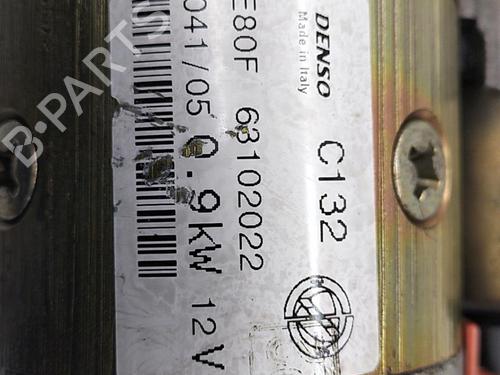 DENSO
Made in Italy
C132
E80F 63102022
041/05 0.9kW 12V
B-PARTS